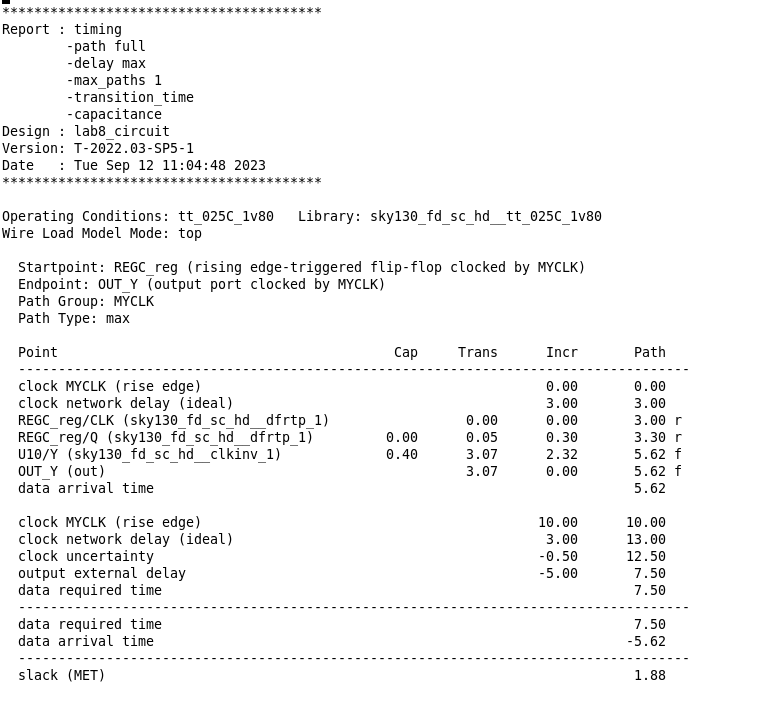 ****************************************
Report : timing
        -path full
        -delay max
        -max_paths 1
        -transition_time
        -capacitance
Design : lab8_circuit
Version: T-2022.03-SP5-1
Date   : Tue Sep 12 11:04:48 2023
****************************************

Operating Conditions: tt_025C_1v80   Library: sky130_fd_sc_hd__tt_025C_1v80
Wire Load Model Mode: top

  Startpoint: REGC_reg (rising edge-triggered flip-flop clocked by MYCLK)
  Endpoint: OUT_Y (output port clocked by MYCLK)
  Path Group: MYCLK
  Path Type: max

  Point                                          Cap     Trans      Incr       Path
  ------------------------------------------------------------------------------------
  clock MYCLK (rise edge)                                           0.00       0.00
  clock network delay (ideal)                                       3.00       3.00
  REGC_reg/CLK (sky130_fd_sc_hd__dfrtp_1)                 0.00      0.00       3.00 r
  REGC_reg/Q (sky130_fd_sc_hd__dfrtp_1)         0.00      0.05      0.30       3.30 r
  U10/Y (sky130_fd_sc_hd__clkinv_1)             0.40      3.07      2.32       5.62 f
  OUT_Y (out)                                             3.07      0.00       5.62 f
  data arrival time                                                            5.62

  clock MYCLK (rise edge)                                          10.00      10.00
  clock network delay (ideal)                                       3.00      13.00
  clock uncertainty                                                -0.50      12.50
  output external delay                                            -5.00       7.50
  data required time                                                           7.50
  ------------------------------------------------------------------------------------
  data required time                                                           7.50
  data arrival time                                                           -5.62
  ------------------------------------------------------------------------------------
  slack (MET)                                                                  1.88